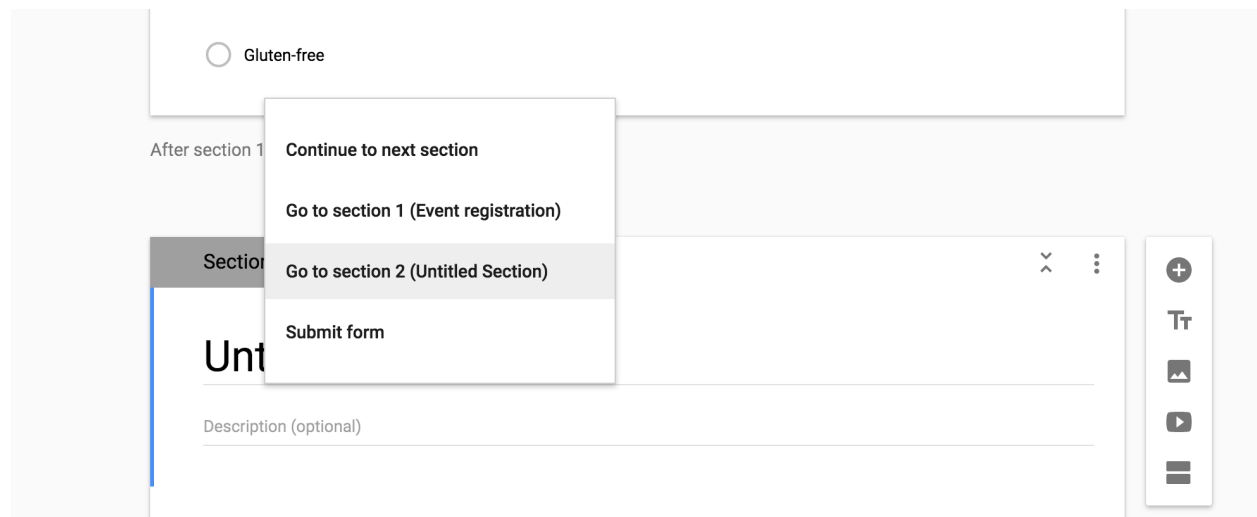 Gluten-free
After section 1
Continue to next section
Go to section 1 (Event registration)
Section
Go to section 2 (Untitled Section)
Submit form
Unt
Description (optional)
Tт